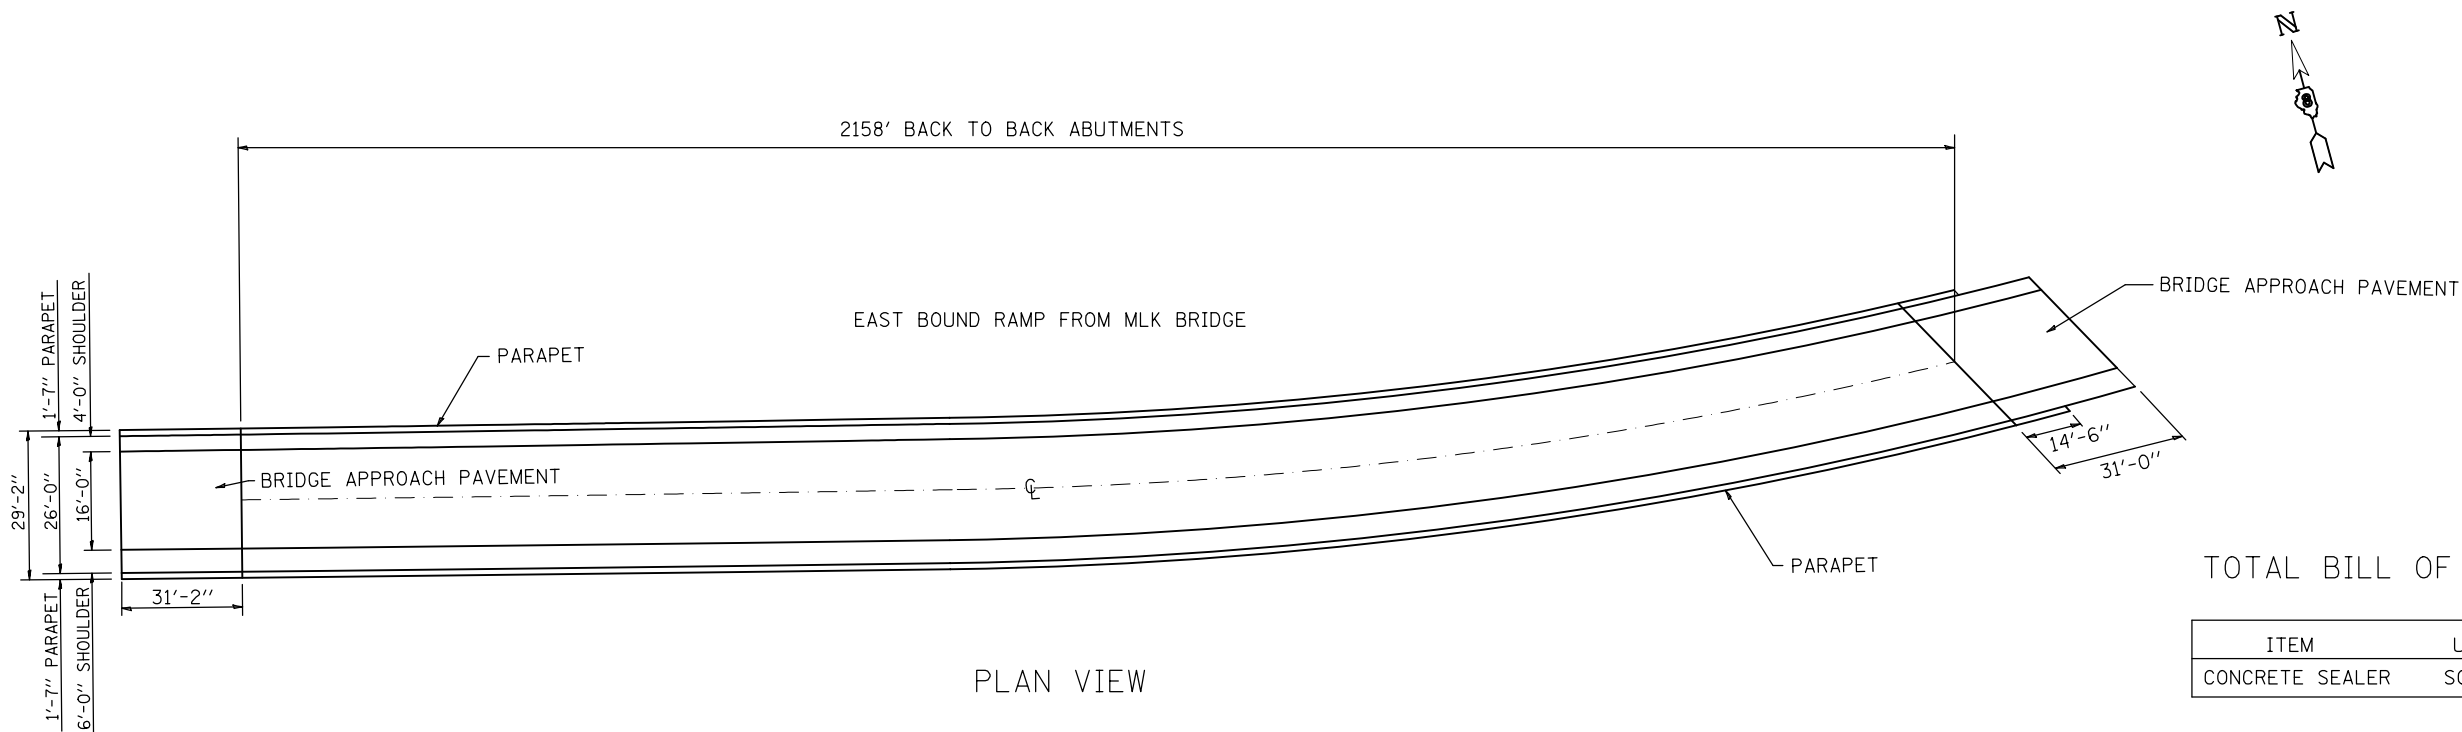 N
8
2158' BACK TO BACK ABUTMENTS
1'-7" PARAPET
4'-0" SHOULDER
BRIDGE APPROACH PAVEMENT
EAST BOUND RAMP FROM MLK BRIDGE
PARAPET
29'-2"
26'-0"
16'-0"
BRIDGE APPROACH PAVEMENT
CL
14'-6"
31'-0"
PARAPET
31'-2"
1'-7" PARAPET
6'-0" SHOULDER
PLAN VIEW
TOTAL BILL OF
ITEM
CONCRETE SEALER